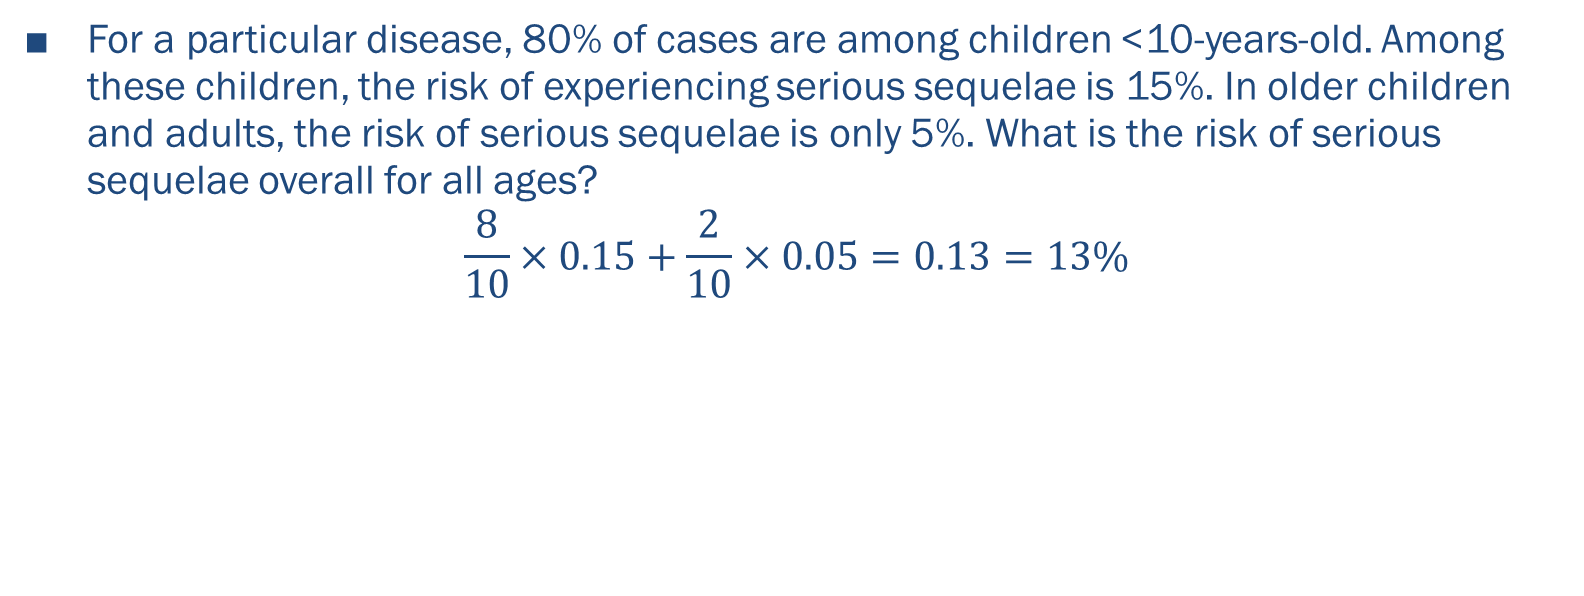 ■ For a particular disease, 80% of cases are among children <10-years-old. Among
these children, the risk of experiencing serious sequelae is 15%. In older children
and adults, the risk of serious sequelae is only 5%. What is the risk of serious
sequelae overall for all ages?
8/10 × 0.15 + 2/10 × 0.05 = 0.13 = 13%